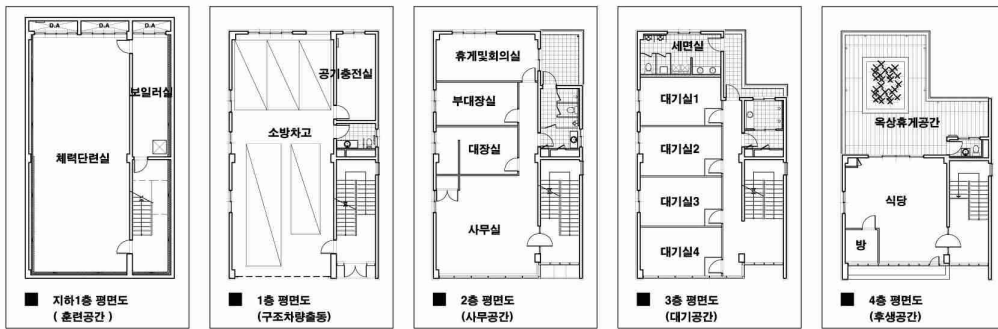 D.A D.A D.A
보일러실
체력단련실
지하1층 평면도
( 훈련공간 )
공기충전실
소방차고
1층 평면도
(구조차량출동)
휴게및회의실
부대장실
대장실
사무실
2층 평면도
(사무공간)
세면실
대기실1
대기실2
대기실3
대기실4
3층 평면도
(대기공간)
옥상휴게공간
식당
방
4층 평면도
(후생공간)